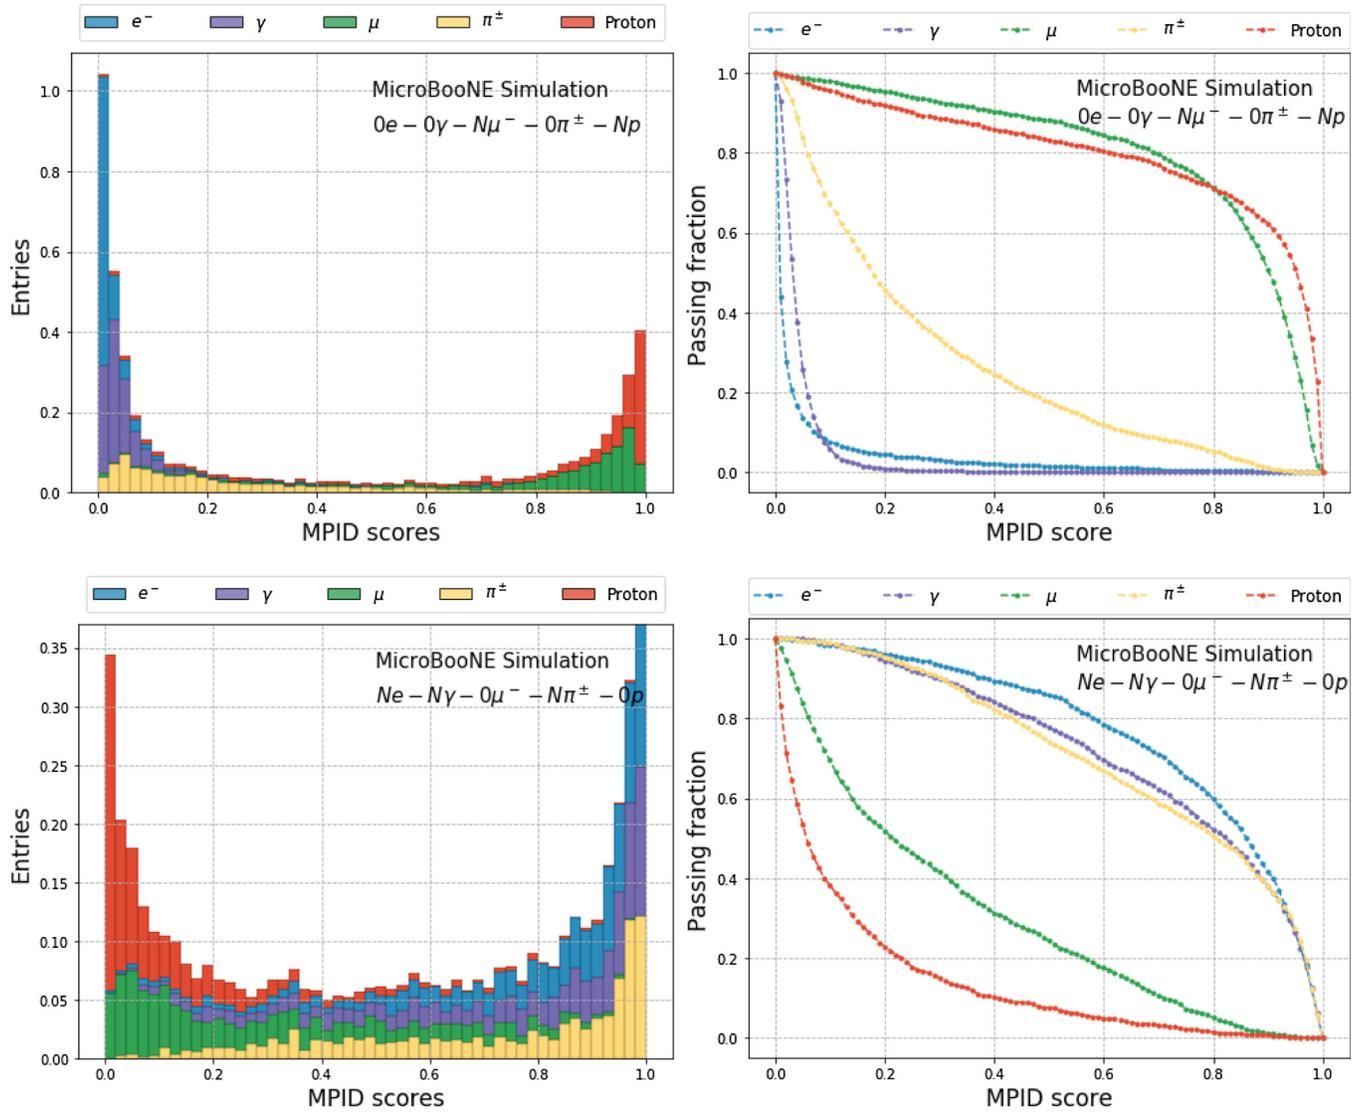 e⁻ γ μ π± Proton
MicroBooNE Simulation
0e − 0γ − Nμ⁻ − 0π± − Np
Entries
1.0
0.8
0.6
0.4
0.2
0.0
0.0 0.2 0.4 0.6 0.8 1.0
MPID scores
e⁻ γ μ π± Proton
MicroBooNE Simulation
0e − 0γ − Nμ⁻ − 0π± − Np
Passing fraction
1.0
0.8
0.6
0.4
0.2
0.0
0.0 0.2 0.4 0.6 0.8 1.0
MPID score
e⁻ γ μ π± Proton
MicroBooNE Simulation
Ne − Nγ − 0μ⁻ − Nπ± − 0p
Entries
0.35
0.30
0.25
0.20
0.15
0.10
0.05
0.00
0.0 0.2 0.4 0.6 0.8 1.0
MPID scores
e⁻ γ μ π± Proton
MicroBooNE Simulation
Ne − Nγ − 0μ⁻ − Nπ± − 0p
Passing fraction
1.0
0.8
0.6
0.4
0.2
0.0
0.0 0.2 0.4 0.6 0.8 1.0
MPID score